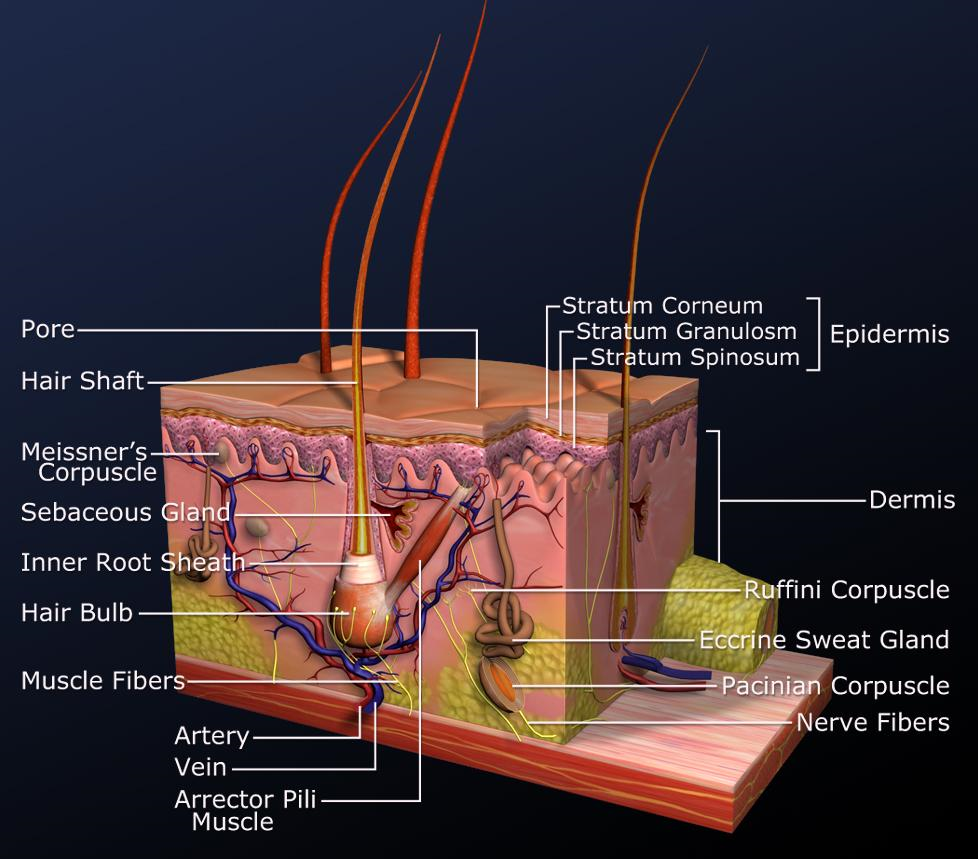 Stratum Corneum
Stratum Granulosm
Stratum Spinosum
Epidermis
Pore
Hair Shaft
Meissner’s
Corpuscle
Sebaceous Gland
Inner Root Sheath
Hair Bulb
Muscle Fibers
Artery
Vein
Arrector Pili
Muscle
Dermis
Ruffini Corpuscle
Eccrine Sweat Gland
Pacinian Corpuscle
Nerve Fibers